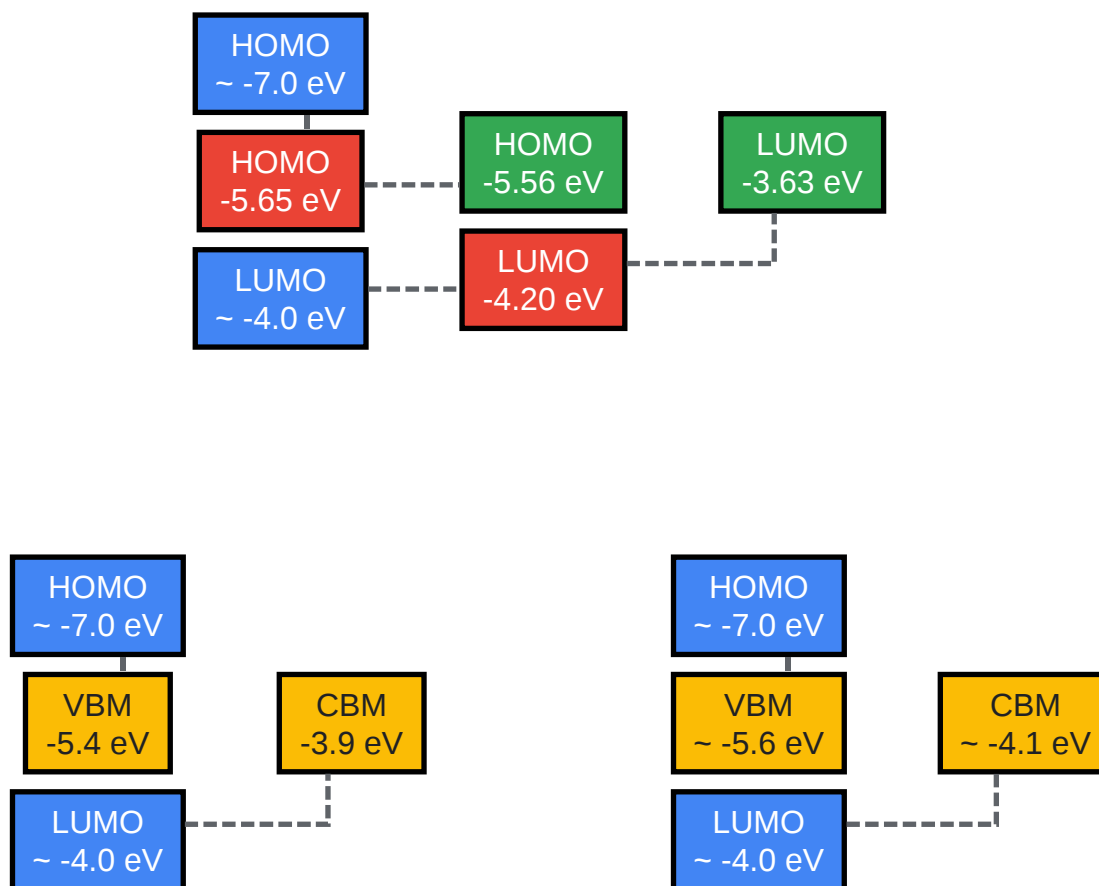 HOMO
~ -7.0 eV
HOMO
-5.65 eV
HOMO
-5.56 eV
LUMO
-3.63 eV
LUMO
~ -4.0 eV
LUMO
-4.20 eV
HOMO
~ -7.0 eV
VBM
-5.4 eV
CBM
-3.9 eV
LUMO
~ -4.0 eV
HOMO
~ -7.0 eV
VBM
~ -5.6 eV
CBM
~ -4.1 eV
LUMO
~ -4.0 eV